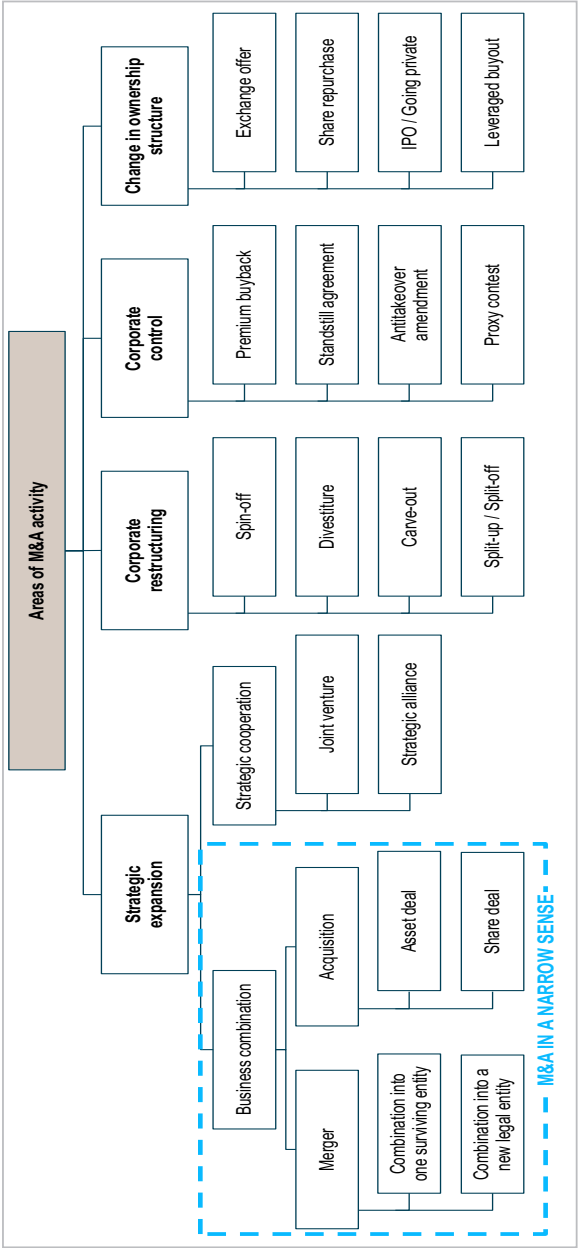 Areas of M&A activity
Strategic
expansion
Corporate
restructuring
Corporate
control
Change in ownership
structure
Business combination
Strategic cooperation
Merger
Acquisition
Combination into
one surviving entity
Combination into a
new legal entity
Asset deal
Share deal
Joint venture
Strategic alliance
Spin-off
Divestiture
Carve-out
Split-up / Split-off
Premium buyback
Standstill agreement
Antitakeover
amendment
Proxy contest
Exchange offer
Share repurchase
IPO / Going private
Leveraged buyout
M&A IN A NARROW SENSE